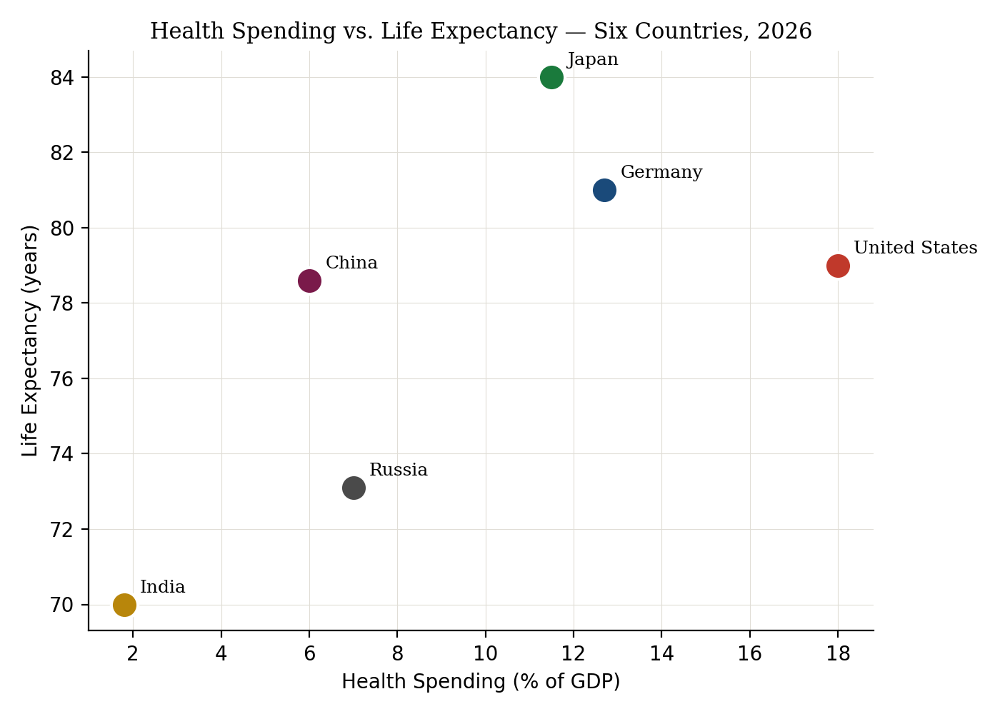 Health Spending vs. Life Expectancy — Six Countries, 2026
Japan
84
82
Germany
80
United States
China
78
76
74
Russia
72
India
70
Life Expectancy (years)
2 4 6 8 10 12 14 16 18
Health Spending (% of GDP)